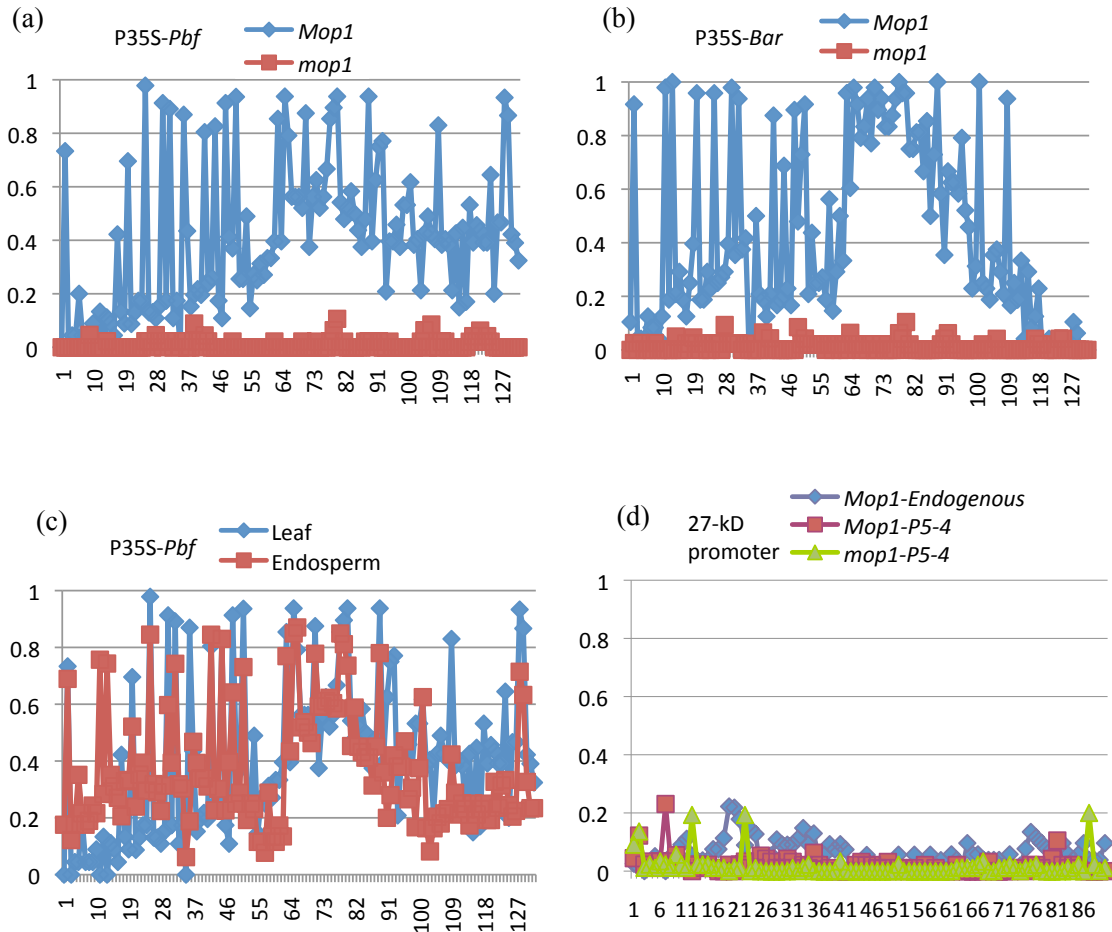 (a)
P35S-Pbf
Mop1
mop1
1
0.8
0.6
0.4
0.2
0
1 10 19 28 37 46 55 64 73 82 91 100 109 118 127
(b)
P35S-Bar
Mop1
mop1
1
0.8
0.6
0.4
0.2
0
1 10 19 28 37 46 55 64 73 82 91 100 109 118 127
(c)
P35S-Pbf
Leaf
Endosperm
1
0.8
0.6
0.4
0.2
0
1 10 19 28 37 46 55 64 73 82 91 100 109 118 127
(d)
27-kD
promoter
Mop1-Endogenous
Mop1-P5-4
mop1-P5-4
1
0.8
0.6
0.4
0.2
0
1 6 11 16 21 26 31 36 41 46 51 56 61 66 71 76 81 86